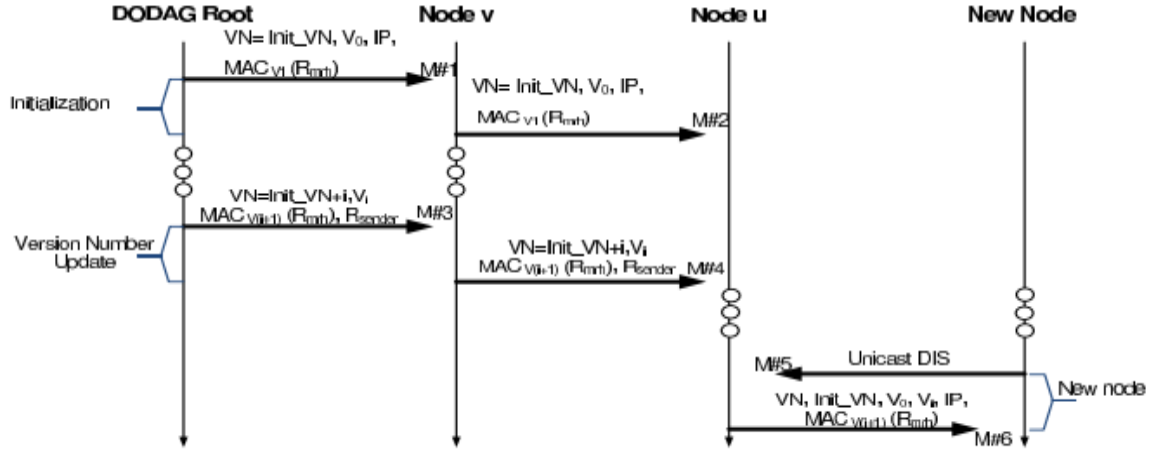 DODAG Root Node v Node u New Node
VN= Init_VN, V₀, IP,
MAC V1 (Rmrh) M#1
Initialization
VN= Init_VN, V₀, IP,
MAC V1 (Rmrh) M#2
VN=Init_VN+i,Vᵢ
MAC V(i+1) (Rmrh), Rsender M#3
Version Number
Update
VN=Init_VN+i,Vᵢ
MAC V(i+1) (Rmrh), Rsender M#4
M#5 Unicast DIS
New node
VN, Init_VN, V₀, Vᵢ, IP,
MAC V(i+1) (Rmrh)
M#6